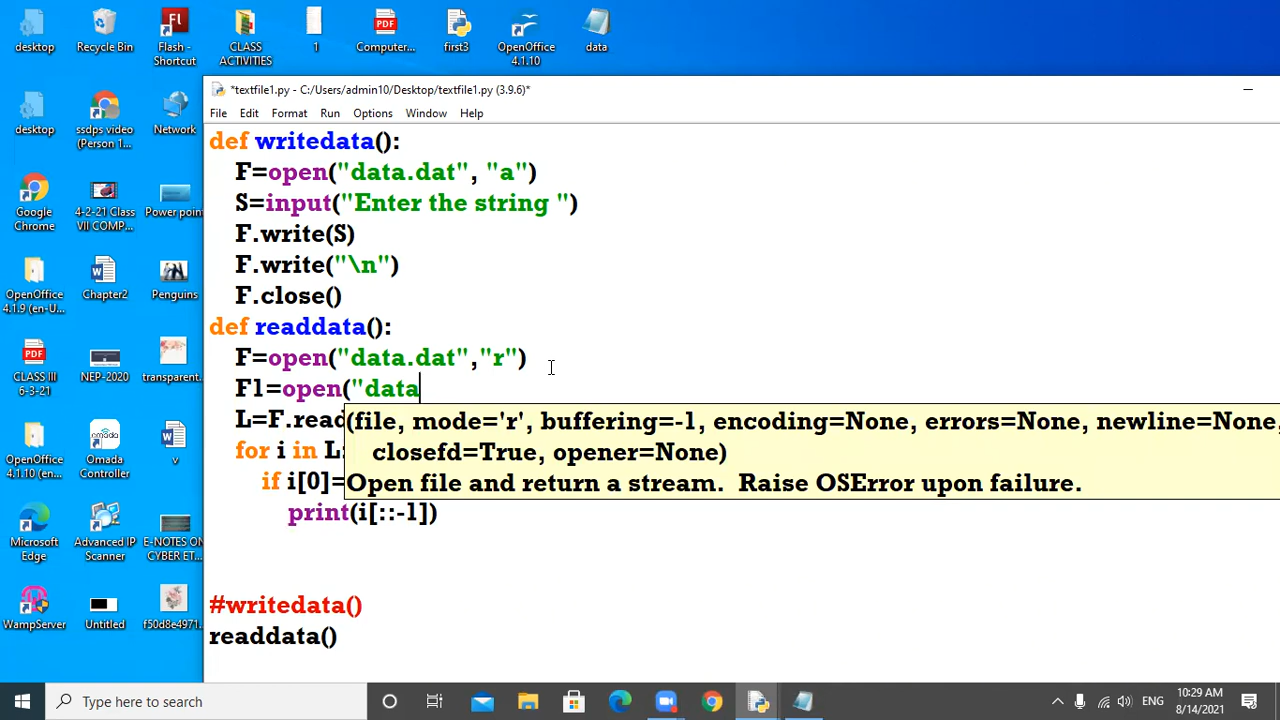 desktop
Recycle Bin
Flash - Shortcut
CLASS ACTIVITIES
1
Computer...
first3
OpenOffice 4.1.10
data
desktop
ssdps video (Person 1...
Network
Google Chrome
4-2-21 Class VII COMP...
Power point
OpenOffice 4.1.9 (en-U...
Chapter2
Penguins
CLASS III 6-3-21
NEP-2020
transparent...
OpenOffice 4.1.10 (en...
Omada Controller
v
Microsoft Edge
Advanced IP Scanner
E-NOTES ON CYBER ET...
WampServer
Untitled
f50d8e4971...
*textfile1.py - C:/Users/admin10/Desktop/textfile1.py (3.9.6)*
File Edit Format Run Options Window Help
def writedata():
F=open("data.dat", "a")
S=input("Enter the string ")
F.write(S)
F.write("\n")
F.close()
def readdata():
F=open("data.dat","r")
F1=open("data
L=F.read
(file, mode='r', buffering=-1, encoding=None, errors=None, newline=None,
for i in L:
closefd=True, opener=None)
if i[0]=
Open file and return a stream. Raise OSError upon failure.
print(i[::-1])
#writedata()
readdata()
Type here to search
ENG
10:29 AM
8/14/2021